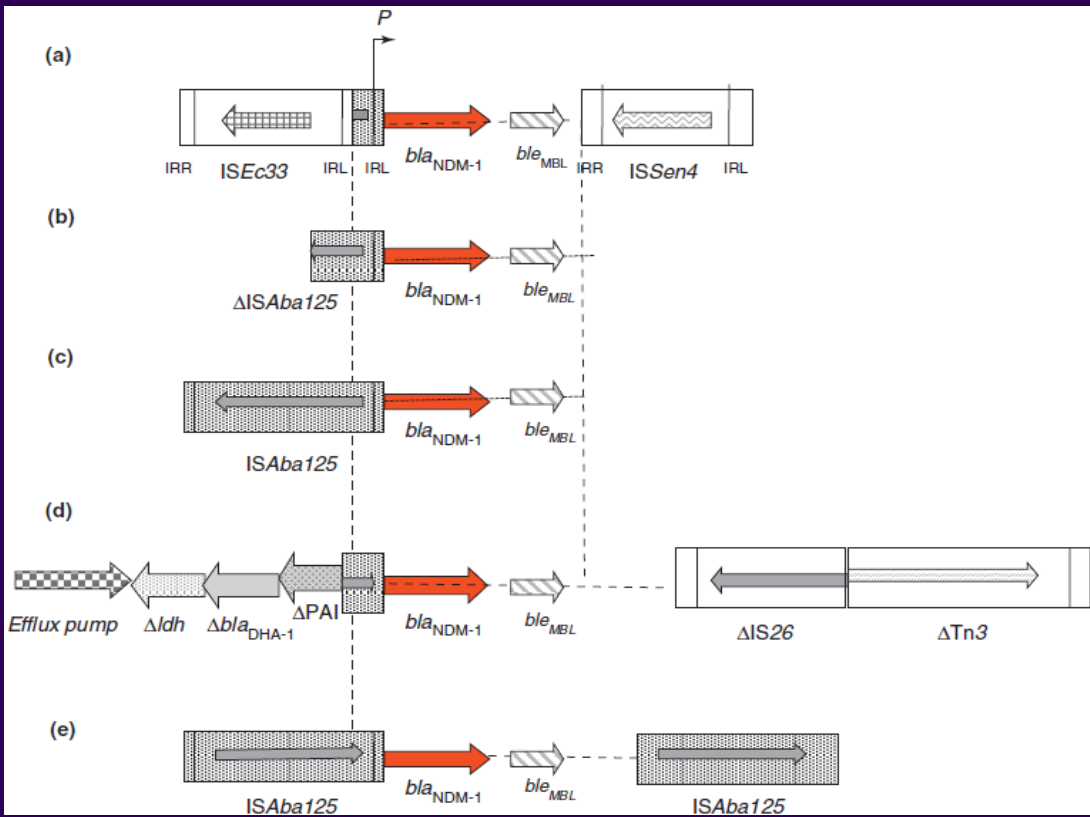 P
(a)
IRR ISEc33 IRL IRL blaNDM-1 bleMBL IRR ISSen4 IRL
(b)
ΔISAba125 blaNDM-1 bleMBL
(c)
ISAba125 blaNDM-1 bleMBL
(d)
Efflux pump Δldh ΔblaDHA-1 ΔPAI blaNDM-1 bleMBL ΔIS26 ΔTn3
(e)
ISAba125 blaNDM-1 bleMBL ISAba125